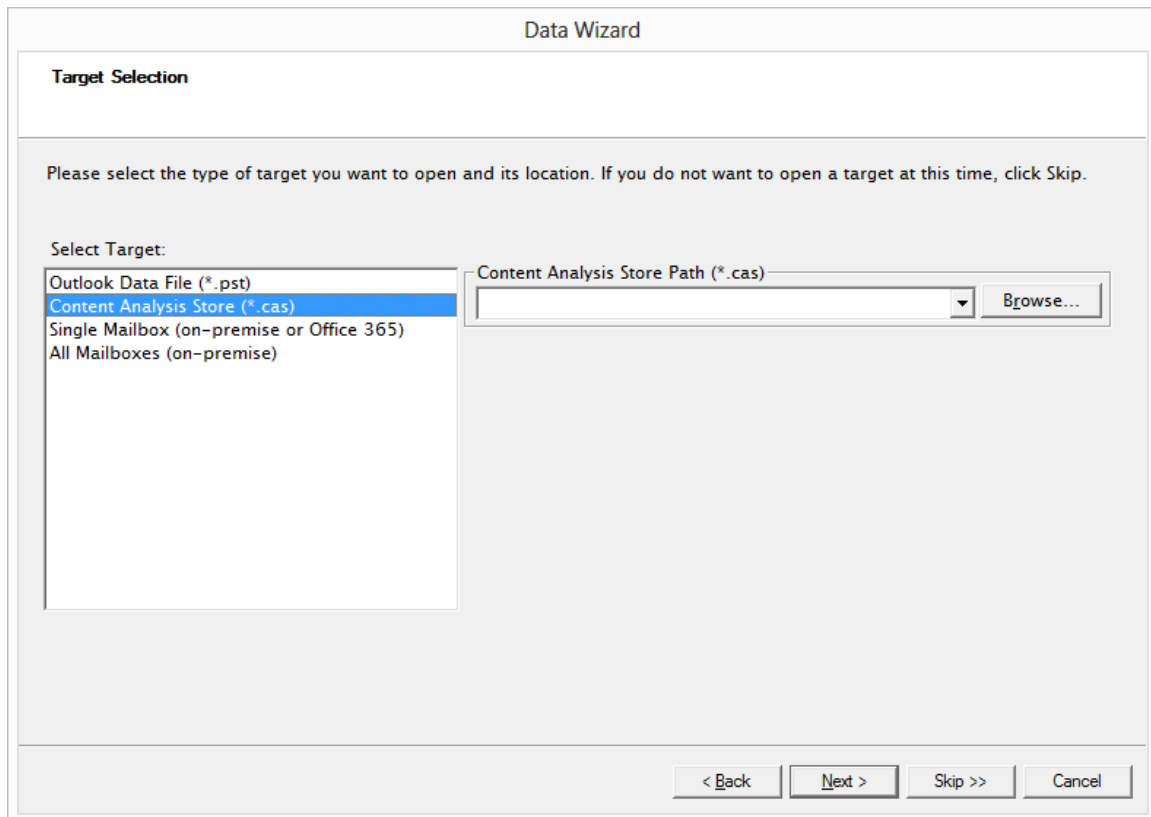 Data Wizard
Target Selection
Please select the type of target you want to open and its location. If you do not want to open a target at this time, click Skip.
Select Target:
Outlook Data File (*.pst)
Content Analysis Store (*.cas)
Single Mailbox (on-premise or Office 365)
All Mailboxes (on-premise)
Content Analysis Store Path (*.cas)
Browse...
< Back Next > Skip >> Cancel